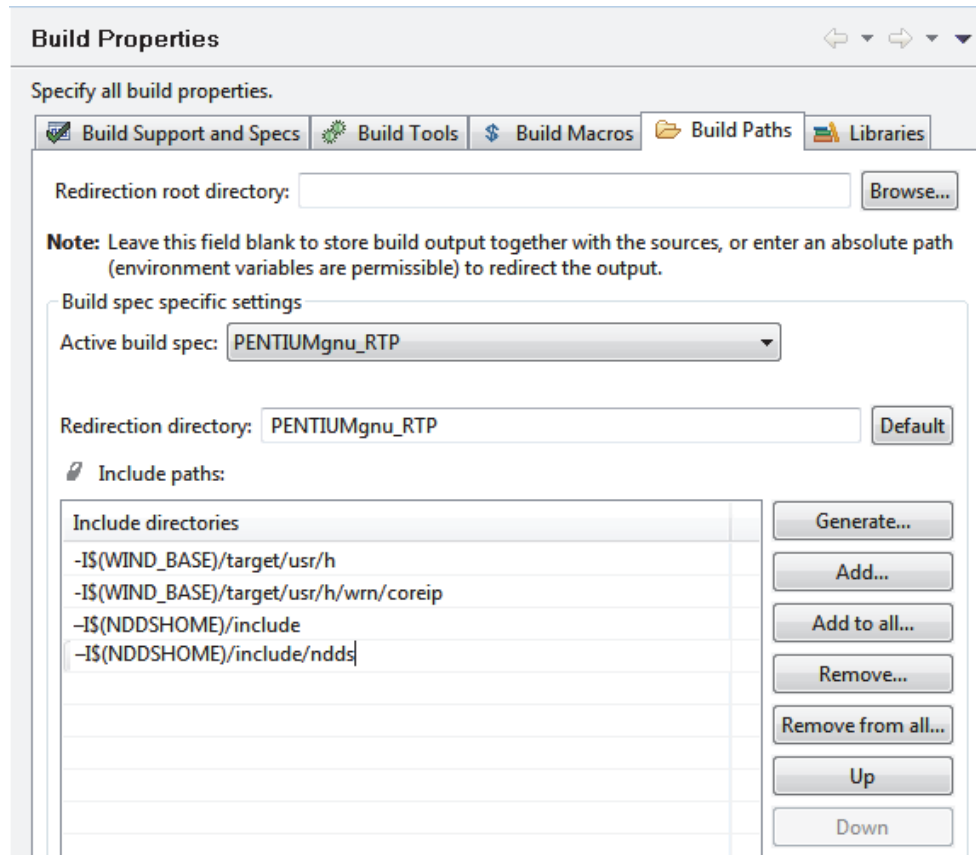 Build Properties
Specify all build properties.
Build Support and Specs Build Tools $ Build Macros Build Paths Libraries
Redirection root directory: Browse...
Note: Leave this field blank to store build output together with the sources, or enter an absolute path
(environment variables are permissible) to redirect the output.
Build spec specific settings
Active build spec: PENTIUMgnu_RTP
Redirection directory: PENTIUMgnu_RTP Default
Include paths:
Include directories
Generate...
-I$(WIND_BASE)/target/usr/h
Add...
-I$(WIND_BASE)/target/usr/h/wrn/coreip
–I$(NDDSHOME)/include
Add to all...
–I$(NDDSHOME)/include/ndds
Remove...
Remove from all...
Up
Down